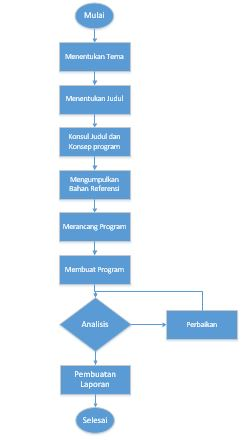 Mulai
Menentukan Tema
Menentukan Judul
Konsul Judul dan
Konsep program
Mengumpulkan
Bahan Referensi
Merancang Program
Membuat Program
Analisis
Perbaikan
Pembuatan
Laporan
Selesai